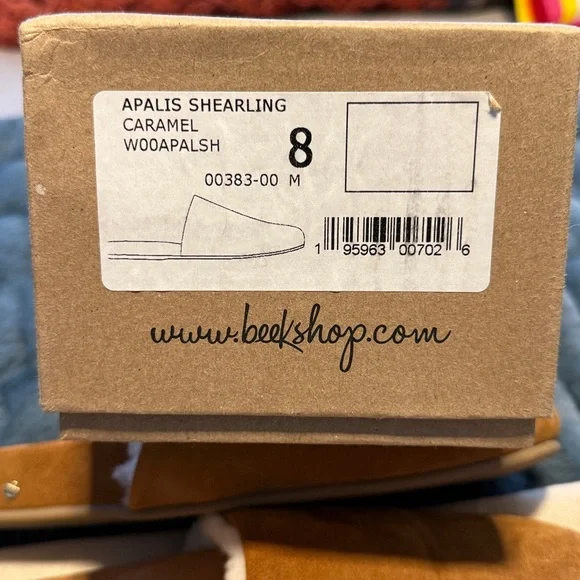 APALIS SHEARLING
CARAMEL
W00APALSH
8
00383-00 M
1 95963 00702 6
www.beekshop.com